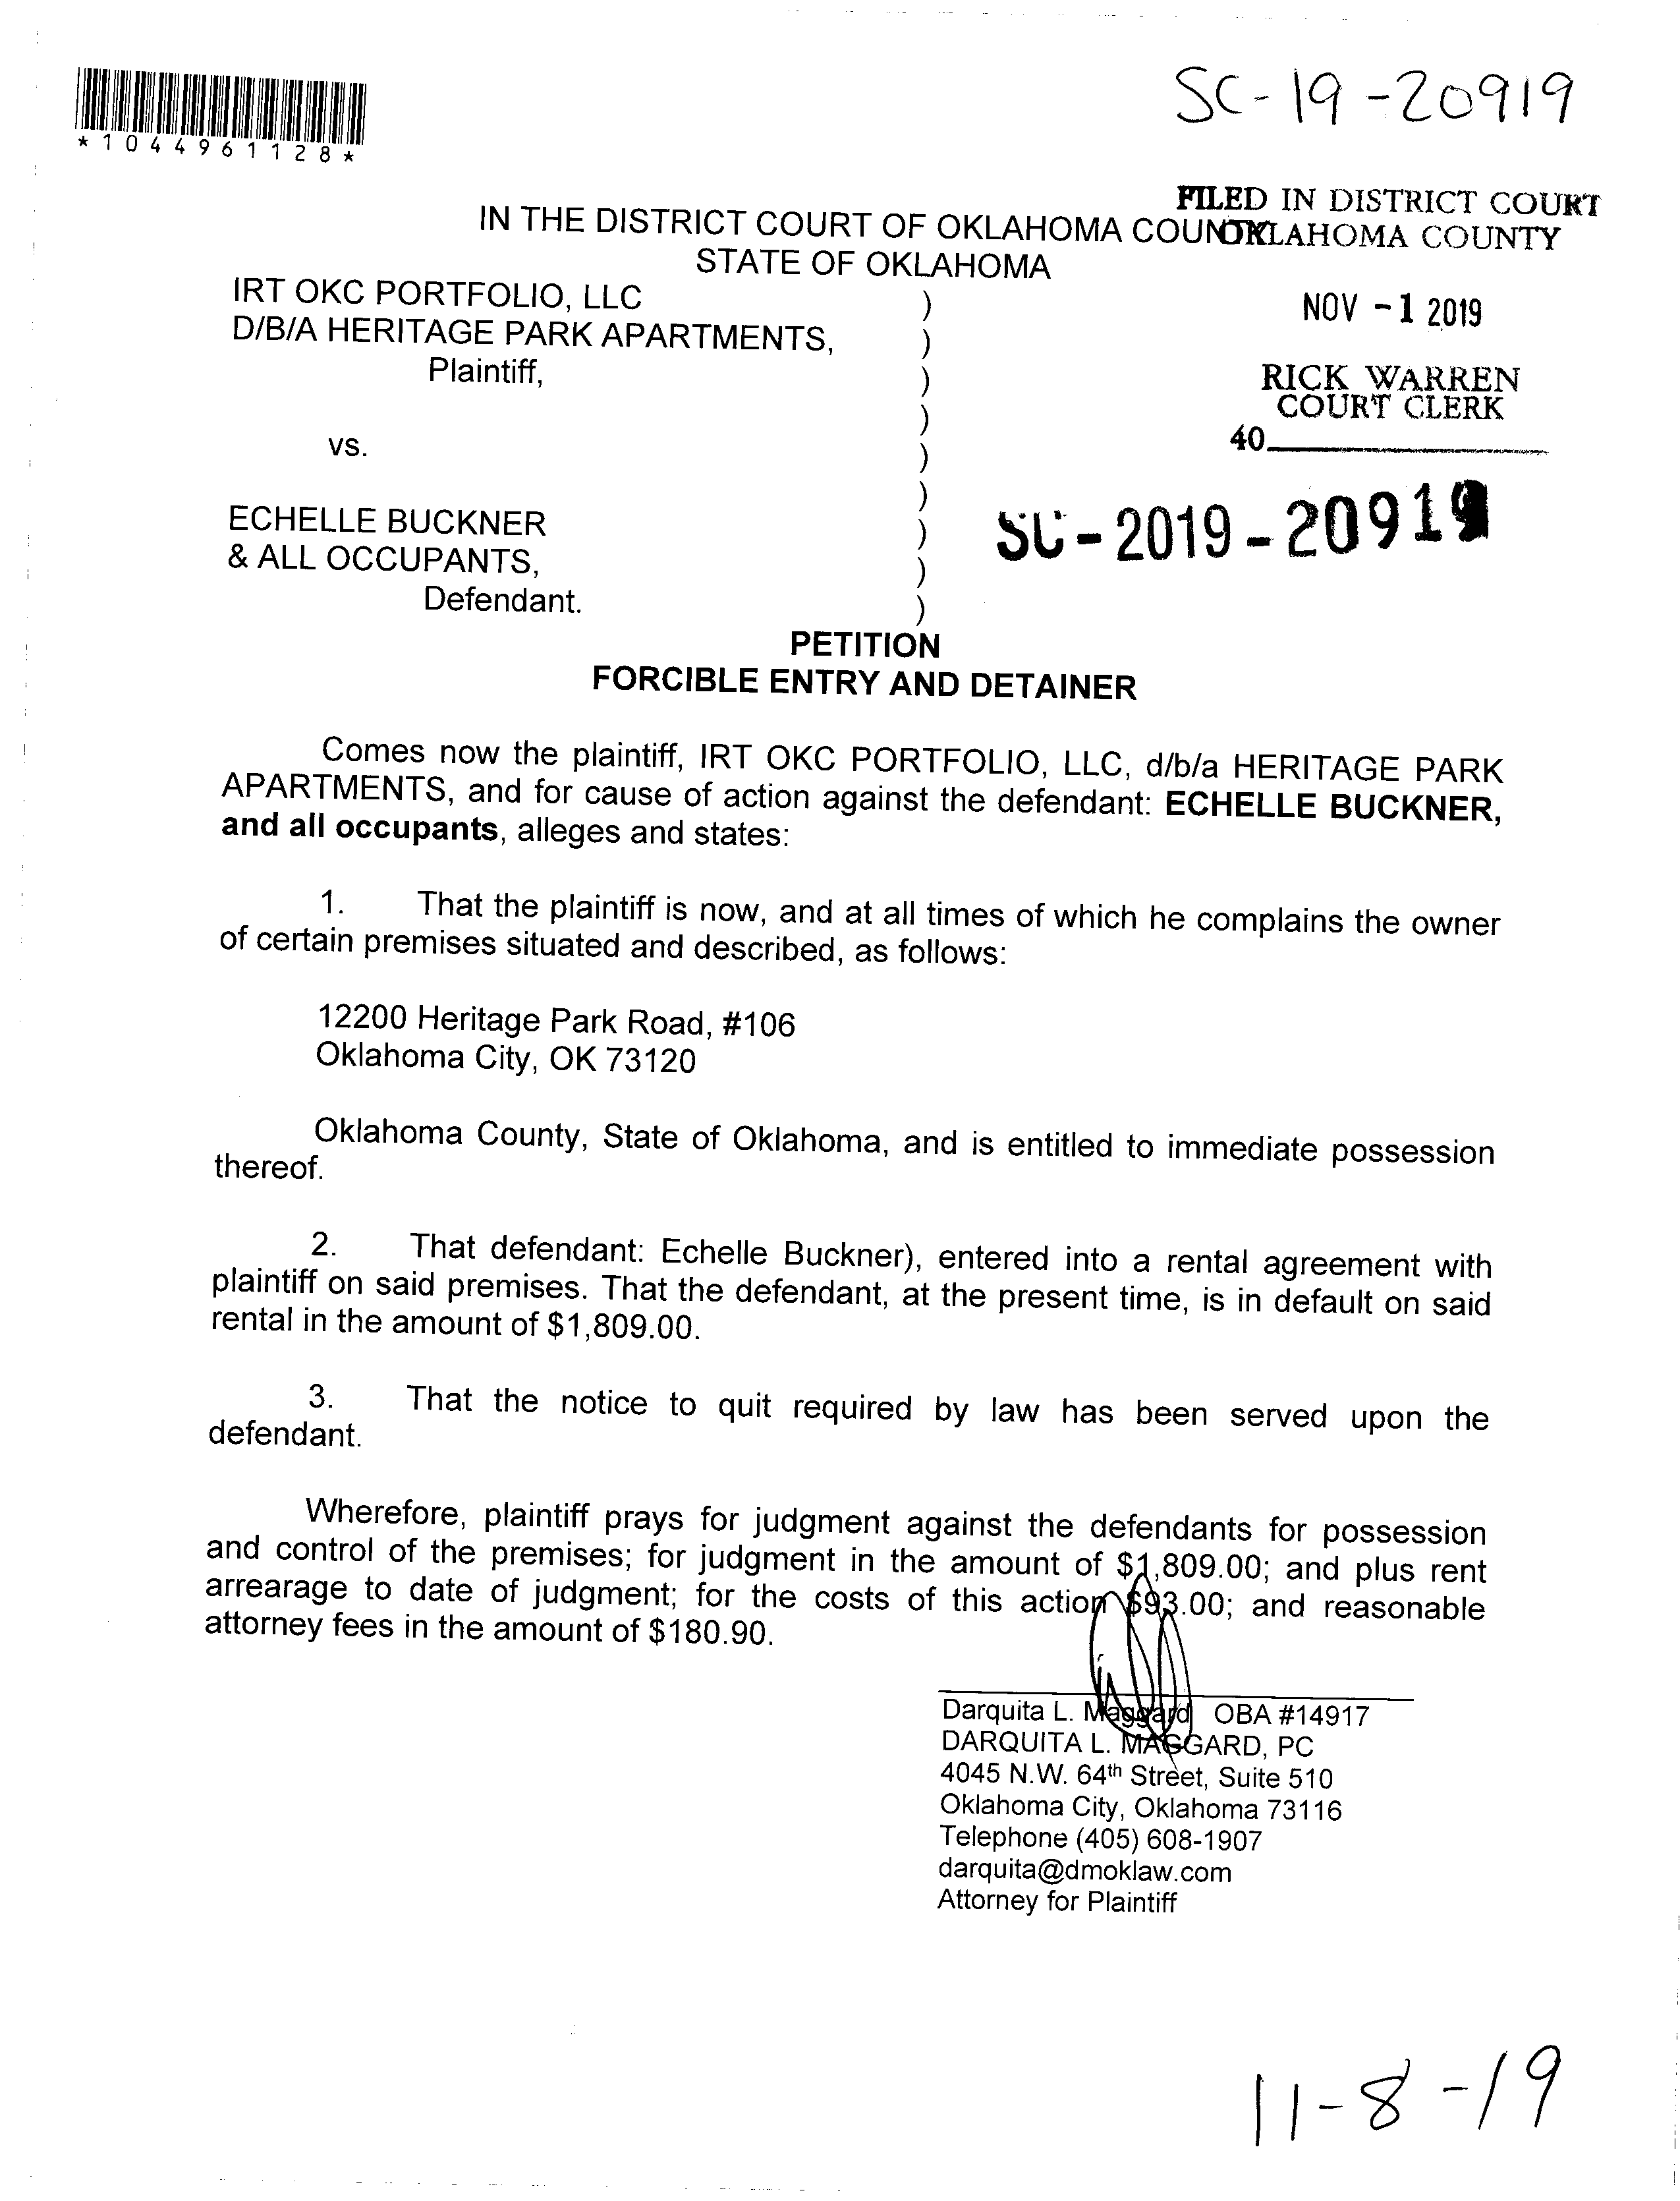 SC-19-20919
*1044961128*
FILED IN DISTRICT COURT
OKLAHOMA COUNTY
IN THE DISTRICT COURT OF OKLAHOMA COUNTY
STATE OF OKLAHOMA
IRT OKC PORTFOLIO, LLC )
D/B/A HERITAGE PARK APARTMENTS, )
Plaintiff, )
)
vs. )
)
ECHELLE BUCKNER )
& ALL OCCUPANTS, )
Defendant. )
NOV -1 2019
RICK WARREN
COURT CLERK
40
SC-2019-20919
PETITION
FORCIBLE ENTRY AND DETAINER
Comes now the plaintiff, IRT OKC PORTFOLIO, LLC, d/b/a HERITAGE PARK
APARTMENTS, and for cause of action against the defendant: ECHELLE BUCKNER,
and all occupants, alleges and states:
1. That the plaintiff is now, and at all times of which he complains the owner
of certain premises situated and described, as follows:
12200 Heritage Park Road, #106
Oklahoma City, OK 73120
Oklahoma County, State of Oklahoma, and is entitled to immediate possession
thereof.
2. That defendant: Echelle Buckner), entered into a rental agreement with
plaintiff on said premises. That the defendant, at the present time, is in default on said
rental in the amount of $1,809.00.
3. That the notice to quit required by law has been served upon the
defendant.
Wherefore, plaintiff prays for judgment against the defendants for possession
and control of the premises; for judgment in the amount of $1,809.00; and plus rent
arrearage to date of judgment; for the costs of this action $93.00; and reasonable
attorney fees in the amount of $180.90.
Darquita L. Maggard OBA #14917
DARQUITA L. MAGGARD, PC
4045 N.W. 64th Street, Suite 510
Oklahoma City, Oklahoma 73116
Telephone (405) 608-1907
darquita@dmoklaw.com
Attorney for Plaintiff
11-8-19